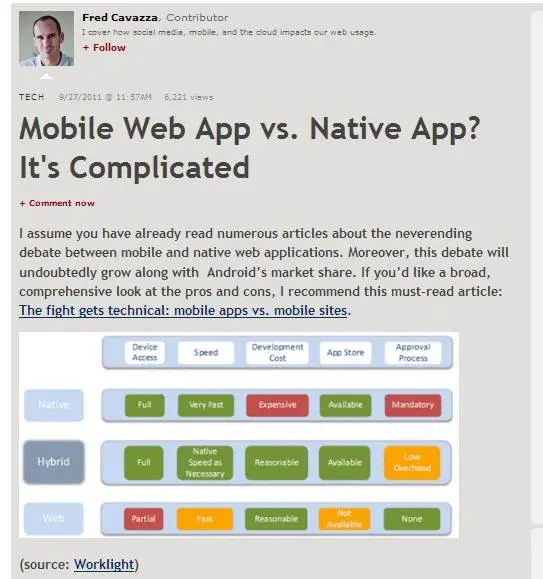 Fred Cavazza, Contributor
I cover how social media, mobile, and the cloud impacts our web usage.
+ Follow
TECH 9/27/2011 @ 11:57AM 6,221 views
Mobile Web App vs. Native App?
It's Complicated
+ Comment now
I assume you have already read numerous articles about the neverending
debate between mobile and native web applications. Moreover, this debate will
undoubtedly grow along with Android's market share. If you'd like a broad,
comprehensive look at the pros and cons, I recommend this must-read article:
The fight gets technical: mobile apps vs. mobile sites.
Device Access Speed Development Cost App Store Approval Process
Native Full Very Fast Expensive Available Mandatory
Hybrid Full Native Speed as Necessary Reasonable Available Low Overhead
Web Partial Fast Reasonable Not Available None
(source: Worklight)